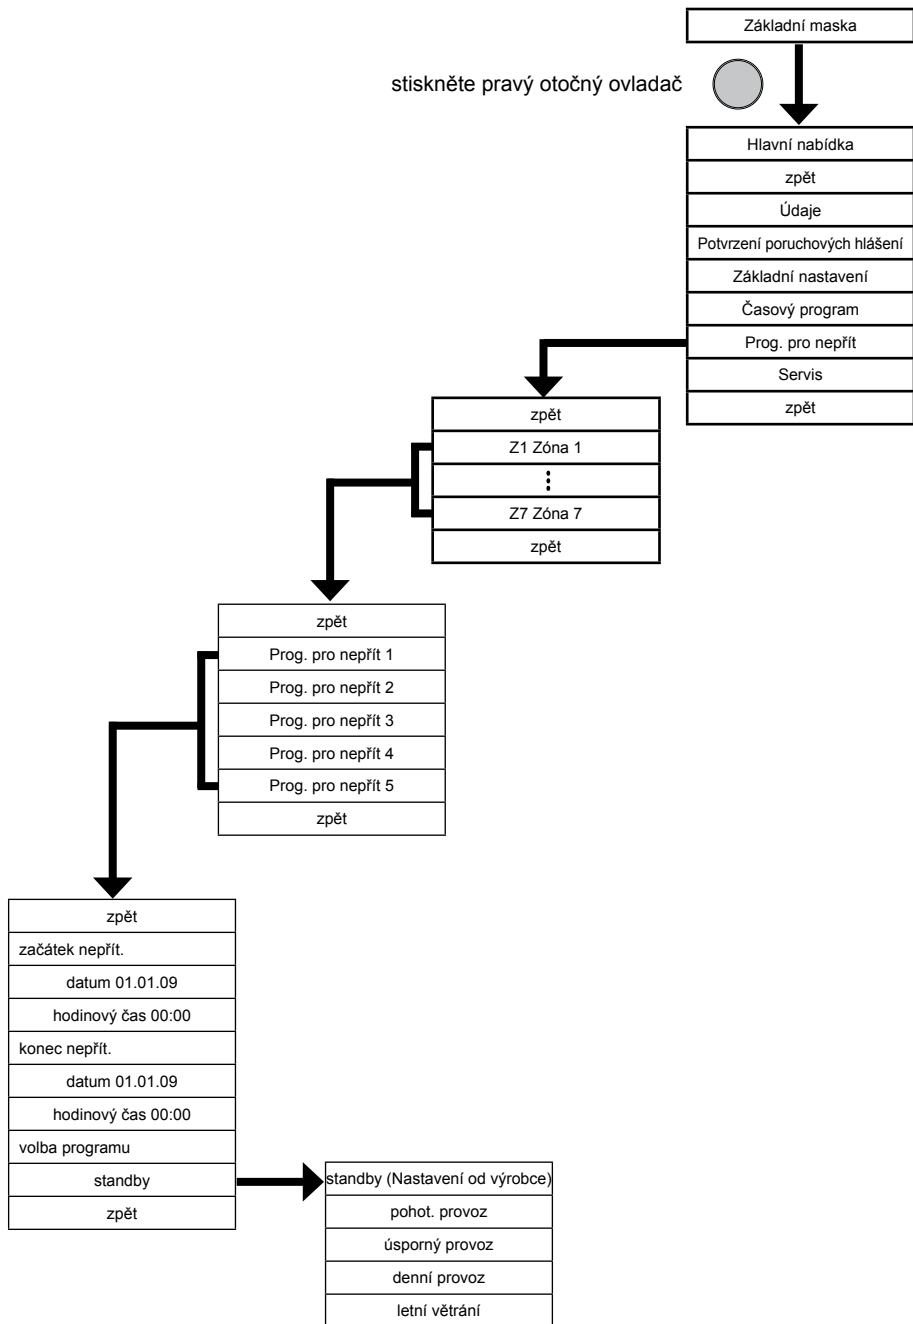 Základní maska
stiskněte pravý otočný ovladač
Hlavní nabídka
zpět
Údaje
Potvrzení poruchových hlášení
Základní nastavení
Časový program
Prog. pro nepřít
Servis
zpět
zpět
Z1 Zóna 1
Z7 Zóna 7
zpět
zpět
Prog. pro nepřít 1
Prog. pro nepřít 2
Prog. pro nepřít 3
Prog. pro nepřít 4
Prog. pro nepřít 5
zpět
zpět
začátek nepřít.
datum 01.01.09
hodinový čas 00:00
konec nepřít.
datum 01.01.09
hodinový čas 00:00
volba programu
standby
zpět
standby (Nastavení od výrobce)
pohot. provoz
úsporný provoz
denní provoz
letní větrání